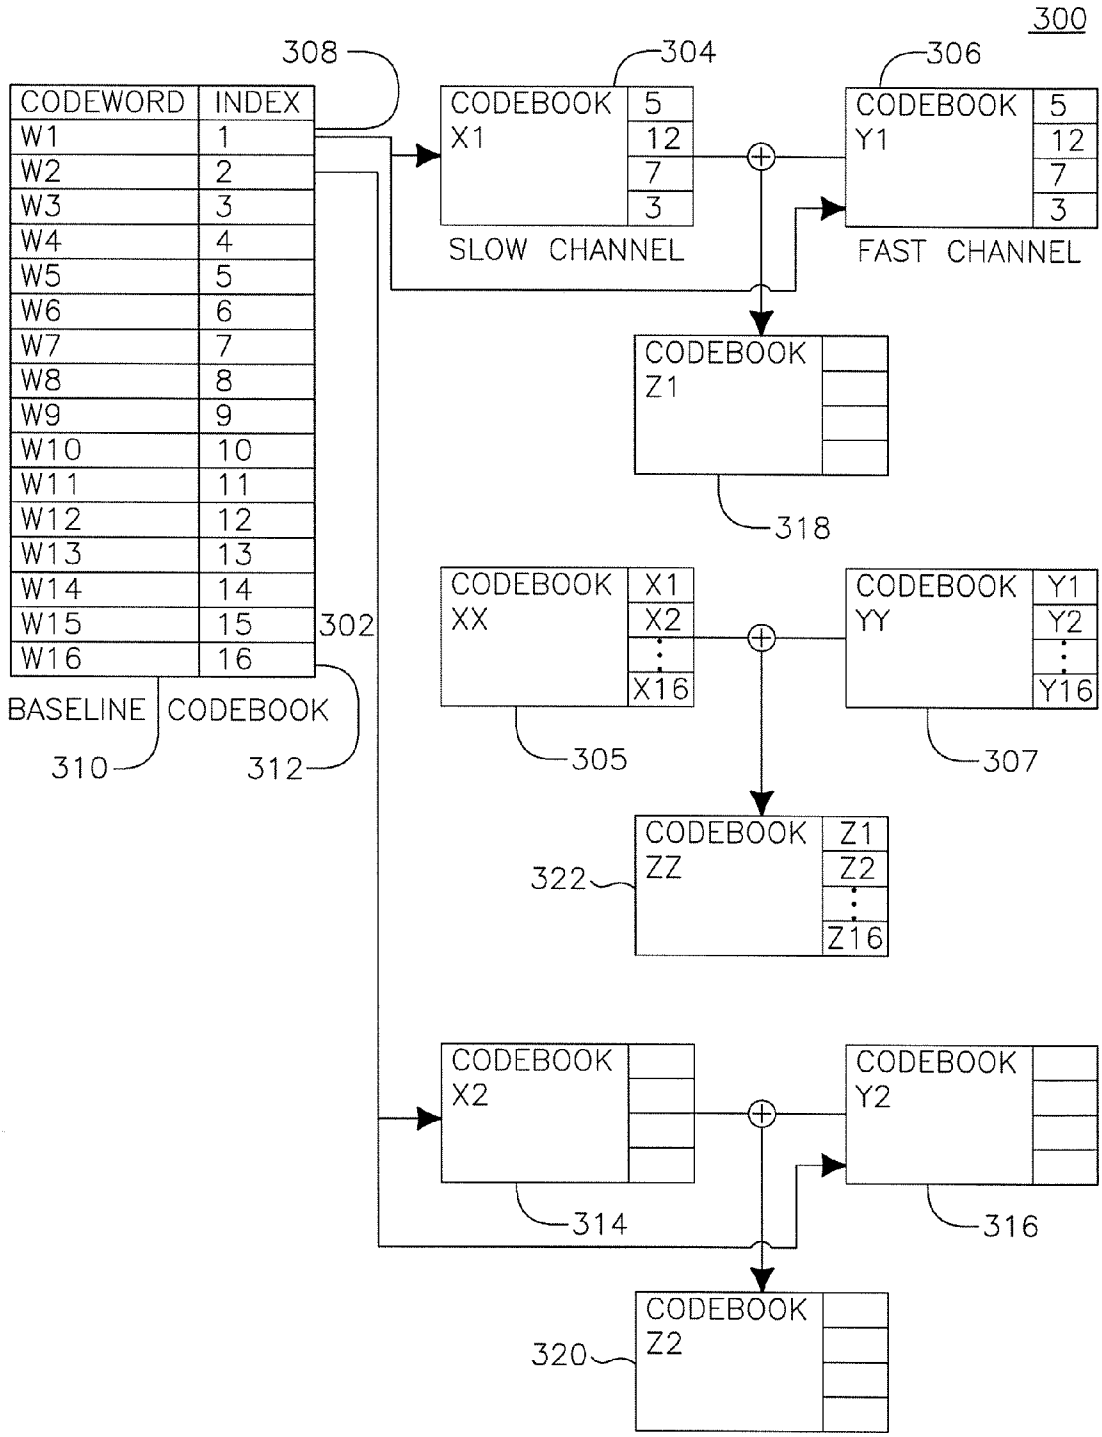 300
308
304
306
CODEWORD INDEX
W1 1
W2 2
W3 3
W4 4
W5 5
W6 6
W7 7
W8 8
W9 9
W10 10
W11 11
W12 12
W13 13
W14 14
W15 15
W16 16
302
BASELINE CODEBOOK
310
312
CODEBOOK
X1
5
12
7
3
SLOW CHANNEL
CODEBOOK
Y1
5
12
7
3
FAST CHANNEL
CODEBOOK
Z1
318
CODEBOOK
XX
X1
X2
X16
305
CODEBOOK
YY
Y1
Y2
Y16
307
CODEBOOK
ZZ
Z1
Z2
Z16
322
CODEBOOK
X2
314
CODEBOOK
Y2
316
CODEBOOK
Z2
320